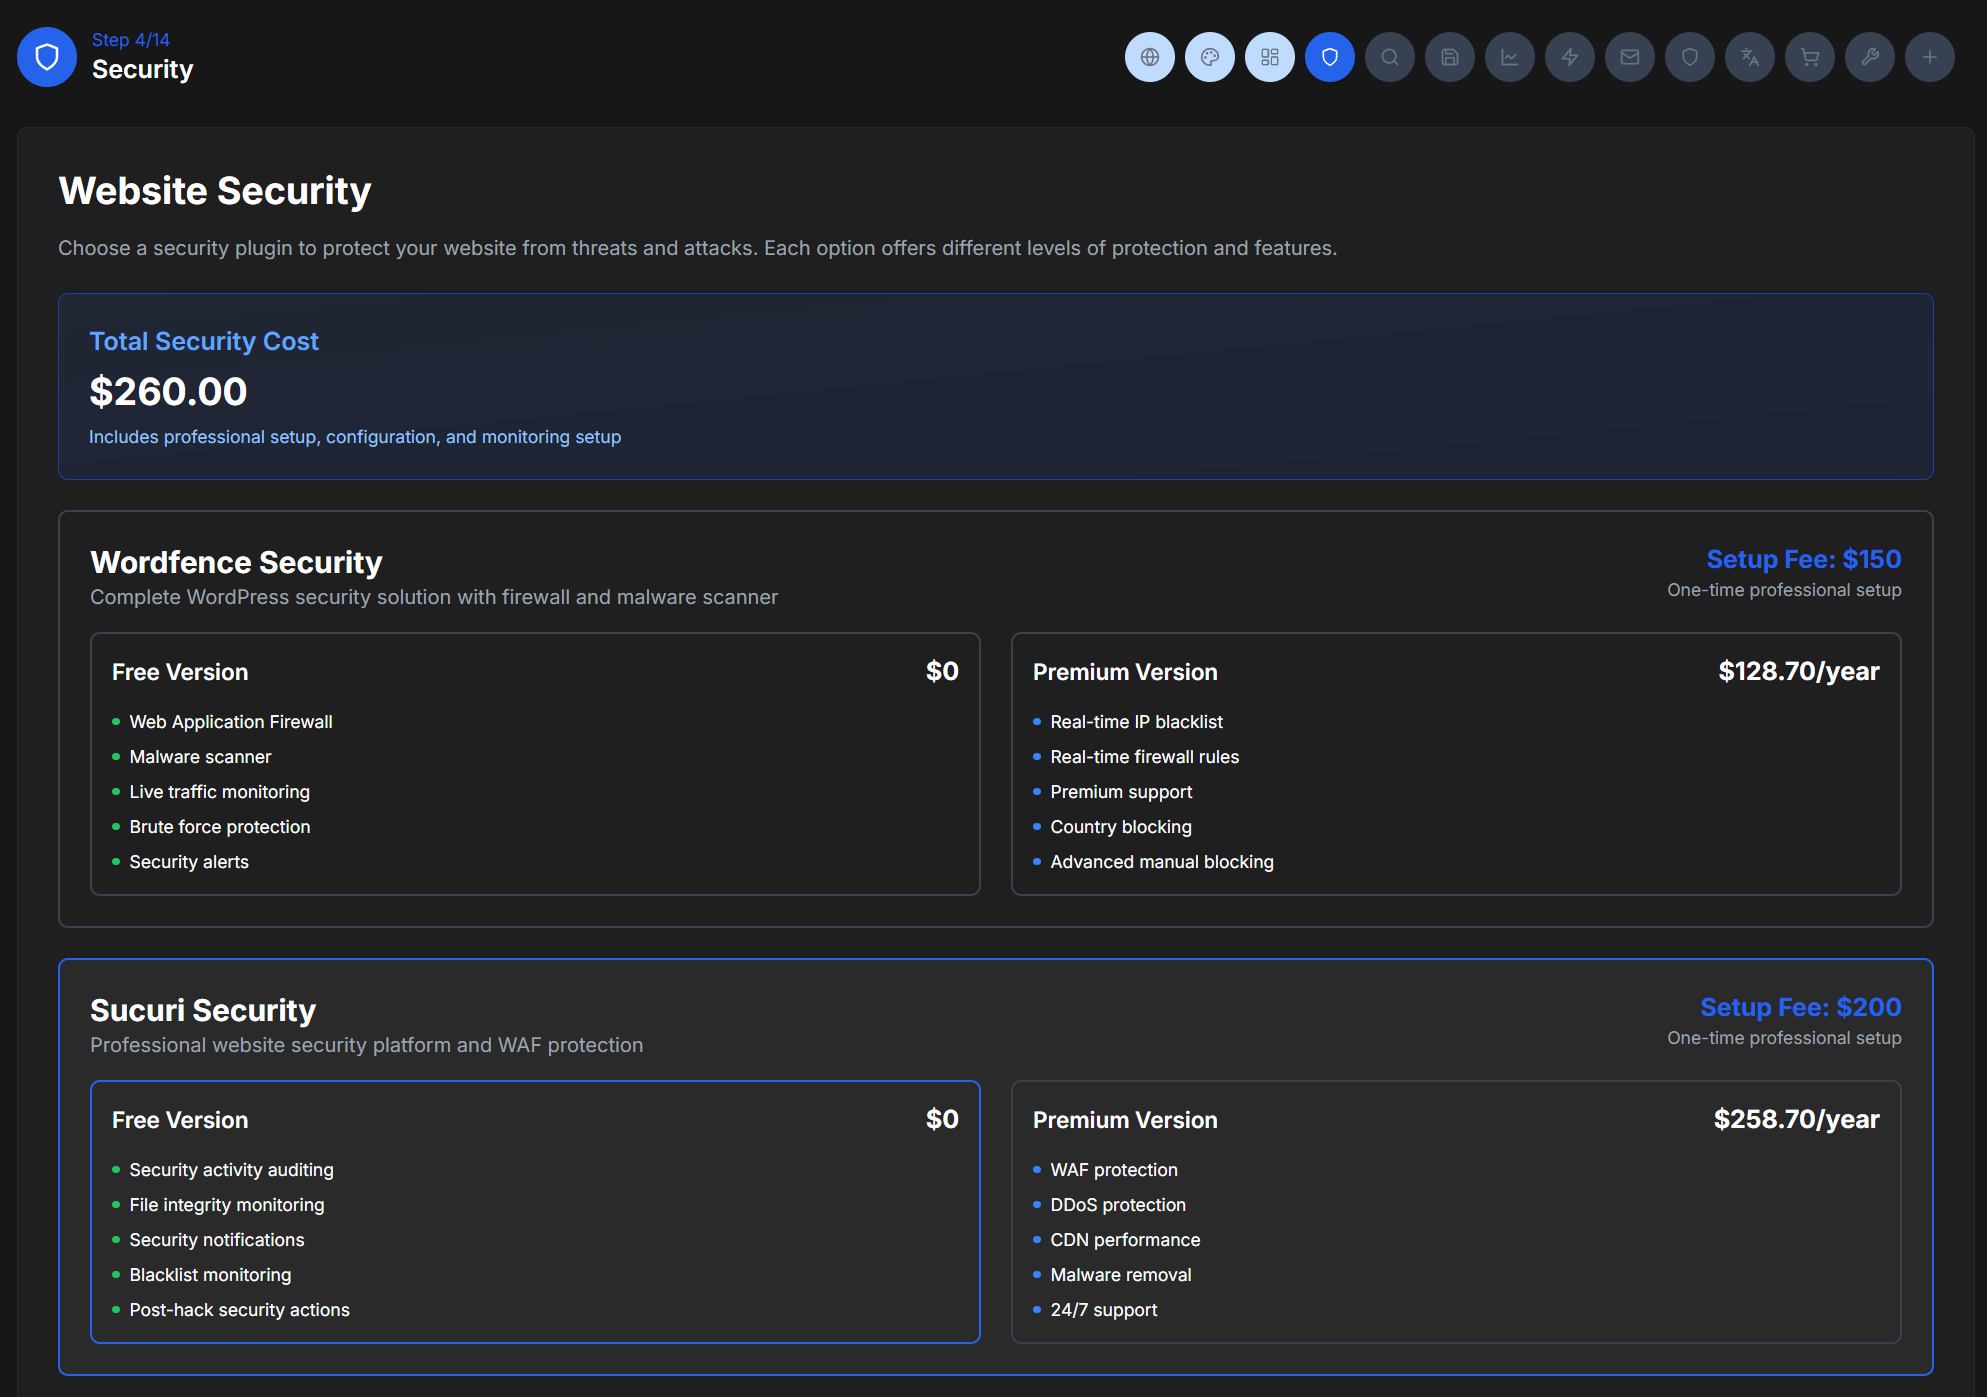 Step 4/14
Security
Website Security
Choose a security plugin to protect your website from threats and attacks. Each option offers different levels of protection and features.
Total Security Cost
$260.00
Includes professional setup, configuration, and monitoring setup
Wordfence Security
Setup Fee: $150
Complete WordPress security solution with firewall and malware scanner
One-time professional setup
Free Version
$0
Web Application Firewall
Malware scanner
Live traffic monitoring
Brute force protection
Security alerts
Premium Version
$128.70/year
Real-time IP blacklist
Real-time firewall rules
Premium support
Country blocking
Advanced manual blocking
Sucuri Security
Setup Fee: $200
Professional website security platform and WAF protection
One-time professional setup
Free Version
$0
Security activity auditing
File integrity monitoring
Security notifications
Blacklist monitoring
Post-hack security actions
Premium Version
$258.70/year
WAF protection
DDoS protection
CDN performance
Malware removal
24/7 support